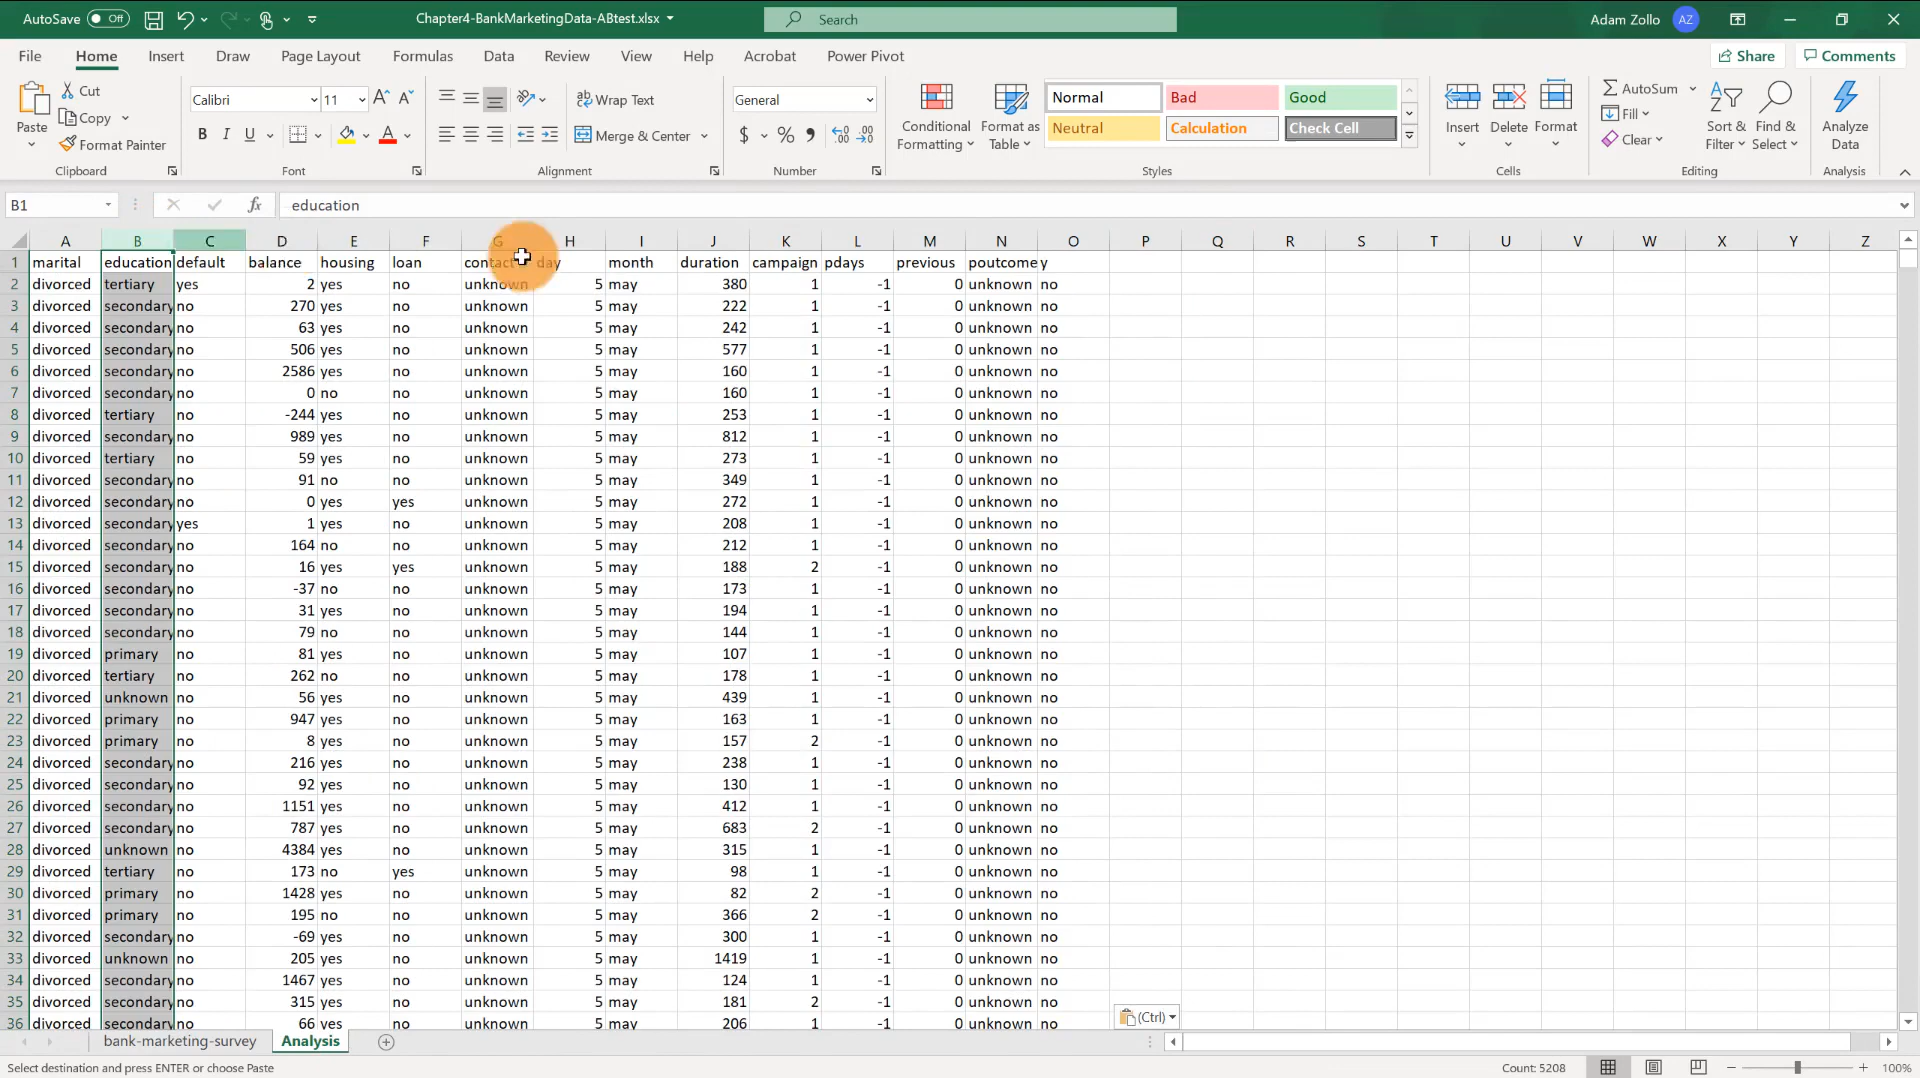 AutoSave Off Chapter4-BankMarketingData-ABtest.xlsx Search Adam Zollo AZ
File Home Insert Draw Page Layout Formulas Data Review View Help Acrobat Power Pivot Share Comments
Paste Cut Copy Format Painter
Calibri 11 A A
B I U A
Wrap Text
Merge & Center
General
$ % 9
Conditional Formatting Format as Table
Normal Bad Good
Neutral Calculation Check Cell
Insert Delete Format
AutoSum Fill Clear
Sort & Filter Find & Select
Analyze Data
Clipboard Font Alignment Number Styles Cells Editing Analysis
B1 fx education
A B C D E F G H I J K L M N O P Q R S T U V W X Y Z
1 marital education default balance housing loan contact day month duration campaign pdays previous poutcome y
2 divorced tertiary yes 2 yes no unknown 5 may 380 1 -1 0 unknown no
3 divorced secondary no 270 yes no unknown 5 may 222 1 -1 0 unknown no
4 divorced secondary no 63 yes no unknown 5 may 242 1 -1 0 unknown no
5 divorced secondary no 506 yes no unknown 5 may 577 1 -1 0 unknown no
6 divorced secondary no 2586 yes no unknown 5 may 160 1 -1 0 unknown no
7 divorced secondary no 0 no no unknown 5 may 160 1 -1 0 unknown no
8 divorced tertiary no -244 yes no unknown 5 may 253 1 -1 0 unknown no
9 divorced secondary no 989 yes no unknown 5 may 812 1 -1 0 unknown no
10 divorced tertiary no 59 yes no unknown 5 may 273 1 -1 0 unknown no
11 divorced secondary no 91 no no unknown 5 may 349 1 -1 0 unknown no
12 divorced secondary no 0 yes yes unknown 5 may 272 1 -1 0 unknown no
13 divorced secondary yes 1 yes no unknown 5 may 208 1 -1 0 unknown no
14 divorced secondary no 164 no no unknown 5 may 212 1 -1 0 unknown no
15 divorced secondary no 16 yes yes unknown 5 may 188 2 -1 0 unknown no
16 divorced secondary no -37 no no unknown 5 may 173 1 -1 0 unknown no
17 divorced secondary no 31 yes no unknown 5 may 194 1 -1 0 unknown no
18 divorced secondary no 79 no no unknown 5 may 144 1 -1 0 unknown no
19 divorced primary no 81 yes no unknown 5 may 107 1 -1 0 unknown no
20 divorced tertiary no 262 no no unknown 5 may 178 1 -1 0 unknown no
21 divorced unknown no 56 yes no unknown 5 may 439 1 -1 0 unknown no
22 divorced primary no 947 yes no unknown 5 may 163 1 -1 0 unknown no
23 divorced primary no 8 yes no unknown 5 may 157 2 -1 0 unknown no
24 divorced secondary no 216 yes no unknown 5 may 238 1 -1 0 unknown no
25 divorced secondary no 92 yes no unknown 5 may 130 1 -1 0 unknown no
26 divorced secondary no 1151 yes no unknown 5 may 412 1 -1 0 unknown no
27 divorced secondary no 787 yes no unknown 5 may 683 2 -1 0 unknown no
28 divorced unknown no 4384 yes no unknown 5 may 315 1 -1 0 unknown no
29 divorced tertiary no 173 no yes unknown 5 may 98 1 -1 0 unknown no
30 divorced primary no 1428 yes no unknown 5 may 82 2 -1 0 unknown no
31 divorced primary no 195 no no unknown 5 may 366 2 -1 0 unknown no
32 divorced secondary no -69 yes no unknown 5 may 300 1 -1 0 unknown no
33 divorced unknown no 205 yes no unknown 5 may 1419 1 -1 0 unknown no
34 divorced secondary no 1467 yes no unknown 5 may 124 1 -1 0 unknown no
35 divorced secondary no 315 yes no unknown 5 may 181 2 -1 0 unknown no
36 divorced secondary no 66 yes no unknown 5 may 206 1 -1 0 unknown no
(Ctrl)
bank-marketing-survey Analysis
Select destination and press ENTER or choose Paste Count: 5208 100%